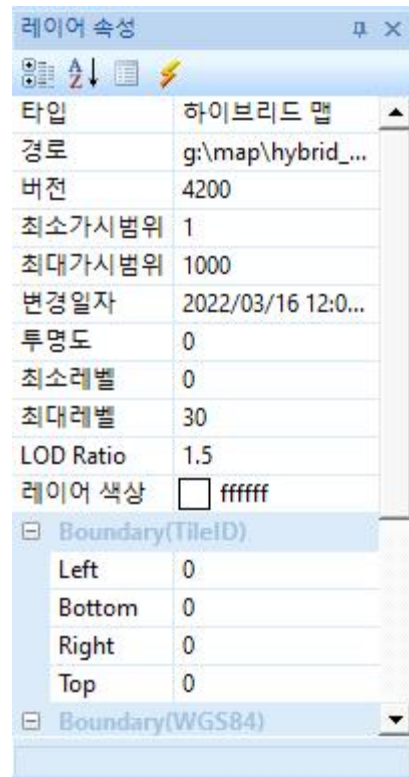 레이어 속성
타입 하이브리드 맵
경로 g:\map\hybrid_...
버전 4200
최소가시범위 1
최대가시범위 1000
변경일자 2022/03/16 12:0...
투명도 0
최소레벨 0
최대레벨 30
LOD Ratio 1.5
레이어 색상 ffffff
Boundary(TileID)
Left 0
Bottom 0
Right 0
Top 0
Boundary(WGS84)